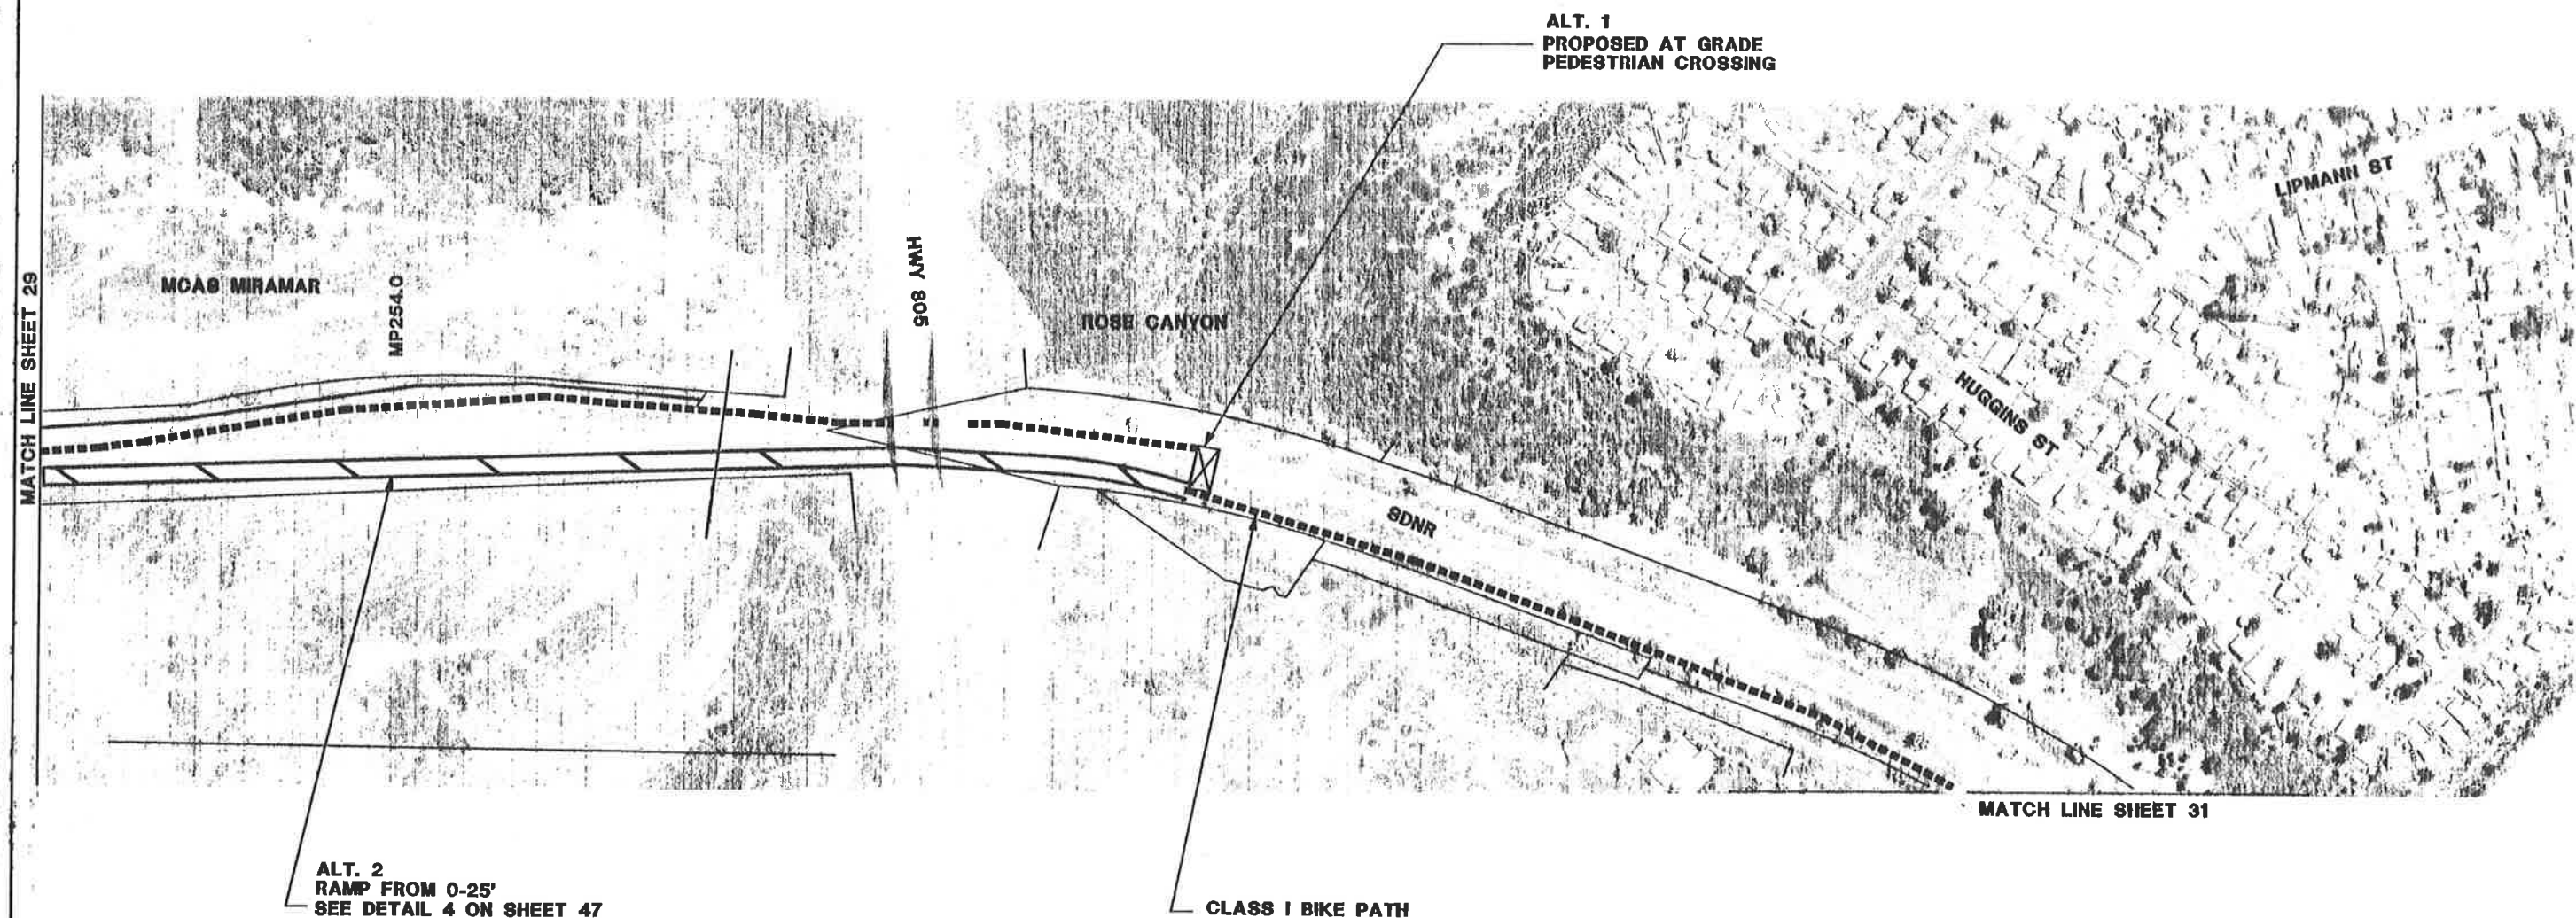 ALT. 1
PROPOSED AT GRADE
PEDESTRIAN CROSSING
LIPMANN ST
HWY 805
MCAS MIRAMAR
MP254.0
ROSE CANYON
MATCH LINE SHEET 29
HUGGINS ST
SDNR
MATCH LINE SHEET 31
ALT. 2
RAMP FROM 0-25'
SEE DETAIL 4 ON SHEET 47
CLASS I BIKE PATH